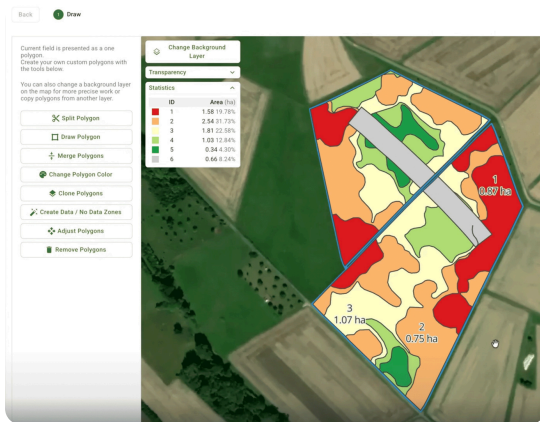 Back
1 Draw
Current field is presented as a one
polygon.
Create your own custom polygons with
the tools below.
You can also change a background layer
on the map for more precise work or
copy polygons from another layer.
Split Polygon
Draw Polygon
Merge Polygons
Change Polygon Color
Clone Polygons
Create Data / No Data Zones
Adjust Polygons
Remove Polygons
Change Background
Layer
Transparency
Statistics
ID Area (ha)
1 1.58 19.78%
2 2.54 31.73%
3 1.81 22.58%
4 1.03 12.84%
5 0.34 4.30%
6 0.66 8.24%
1
0.87 ha
3
1.07 ha
2
0.75 ha